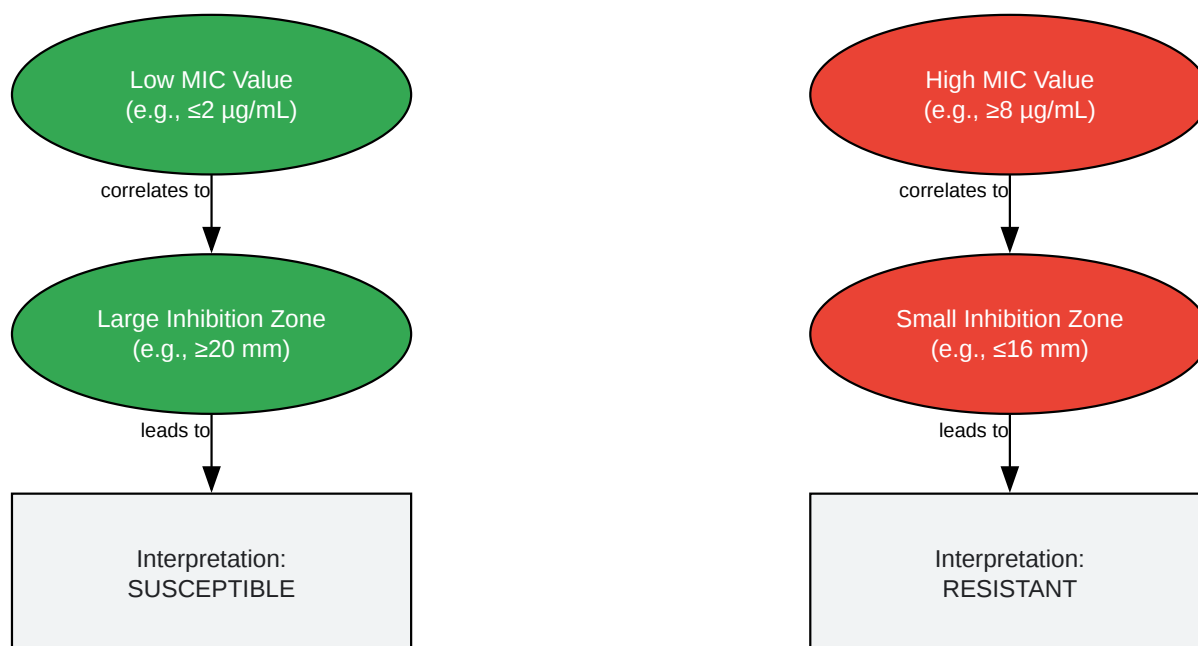 Low MIC Value
(e.g., ≤2 µg/mL)
correlates to
Large Inhibition Zone
(e.g., ≥20 mm)
leads to
Interpretation:
SUSCEPTIBLE
High MIC Value
(e.g., ≥8 µg/mL)
correlates to
Small Inhibition Zone
(e.g., ≤16 mm)
leads to
Interpretation:
RESISTANT